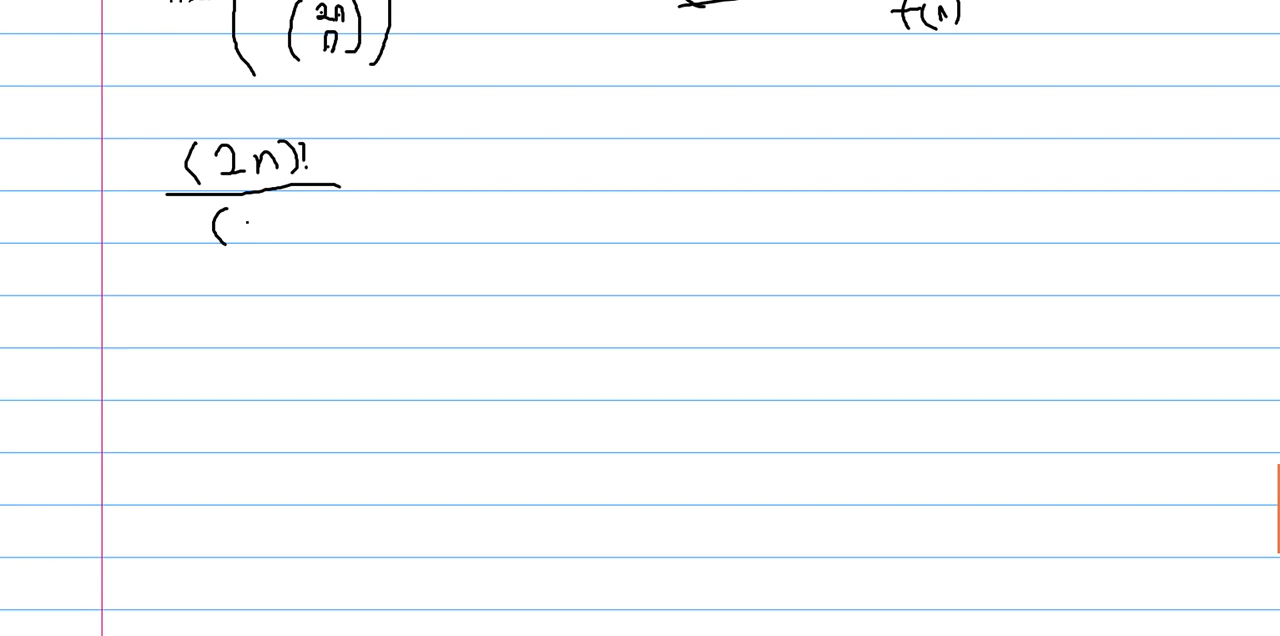 ( (2n
n) ) f(n)
(2n)!
(